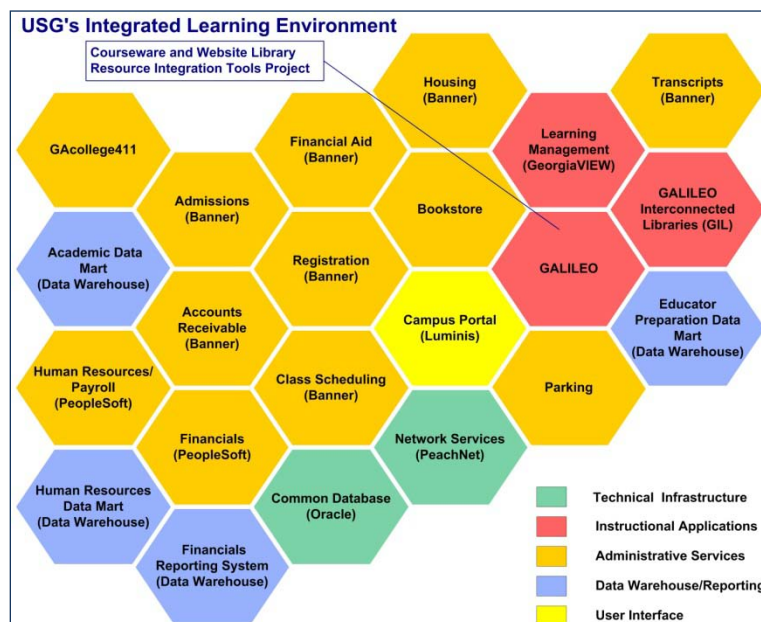 USG's Integrated Learning Environment
Courseware and Website Library
Resource Integration Tools Project
Housing
(Banner)
Transcripts
(Banner)
GAcollege411
Financial Aid
(Banner)
Learning
Management
(GeorgiaVIEW)
Admissions
(Banner)
Bookstore
GALILEO
Interconnected
Libraries (GIL)
Academic Data
Mart
(Data Warehouse)
Registration
(Banner)
GALILEO
Accounts
Receivable
(Banner)
Campus Portal
(Luminis)
Educator
Preparation Data
Mart
(Data Warehouse)
Human Resources/
Payroll
(PeopleSoft)
Class Scheduling
(Banner)
Parking
Financials
(PeopleSoft)
Network Services
(PeachNet)
Human Resources
Data Mart
(Data Warehouse)
Common Database
(Oracle)
Financials
Reporting System
(Data Warehouse)
Technical Infrastructure
Instructional Applications
Administrative Services
Data Warehouse/Reporting
User Interface